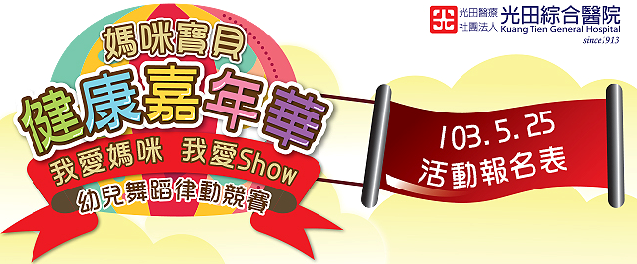 媽咪寶貝
健康嘉年華
我愛媽咪 我愛Show
幼兒舞蹈律動競賽
光田醫療
社團法人
光田綜合醫院
Kuang Tien General Hospital
since.913
103.5.25
活動報名表